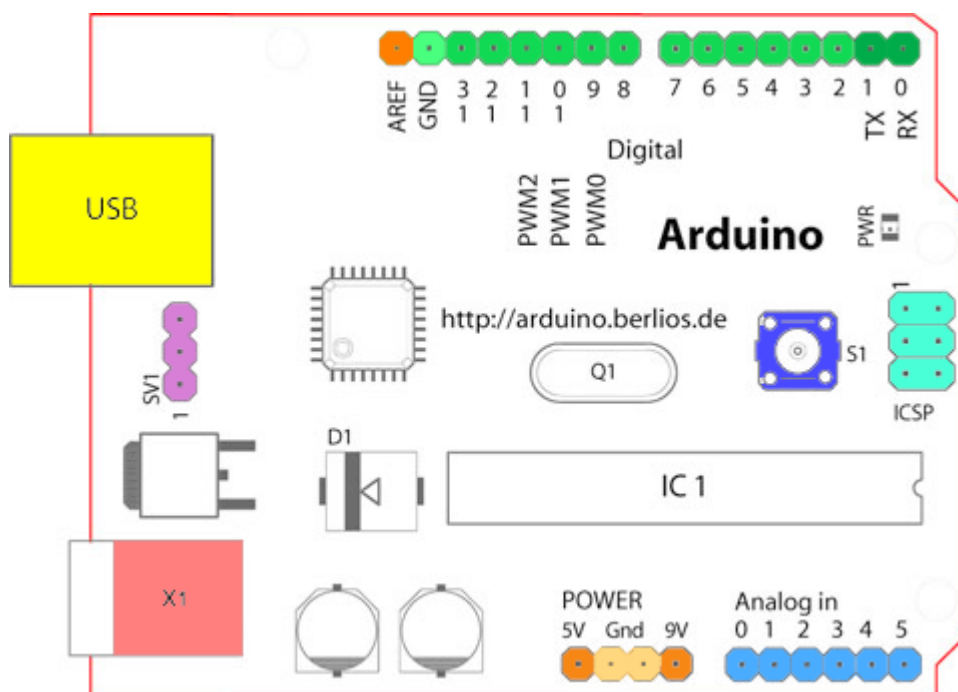 AREF GND 13 12 11 10 9 8 7 6 5 4 3 2 1 0
TX RX
Digital
USB
PWM2 PWM1 PWM0
Arduino
PWR
1
http://arduino.berlios.de
SV1
1
Q1
S1
ICSP
D1
IC 1
X1
POWER
5V Gnd 9V
Analog in
0 1 2 3 4 5